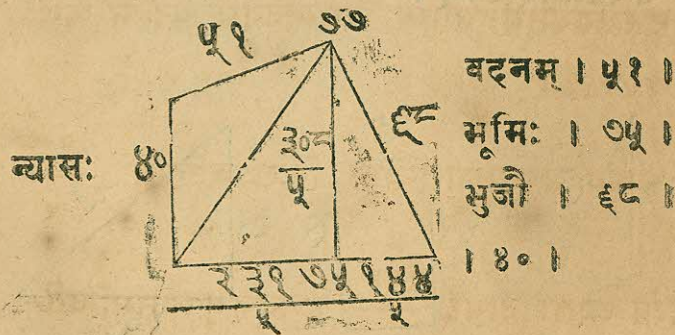 ५१ ७७
वदनम् । ५१ ।
भूमिः । ७५ ।
न्यासः ४० ३०८ ६८
५
भुजौ । ६८ ।
। ४० ।
२३१ ७५ १४४
५ ५